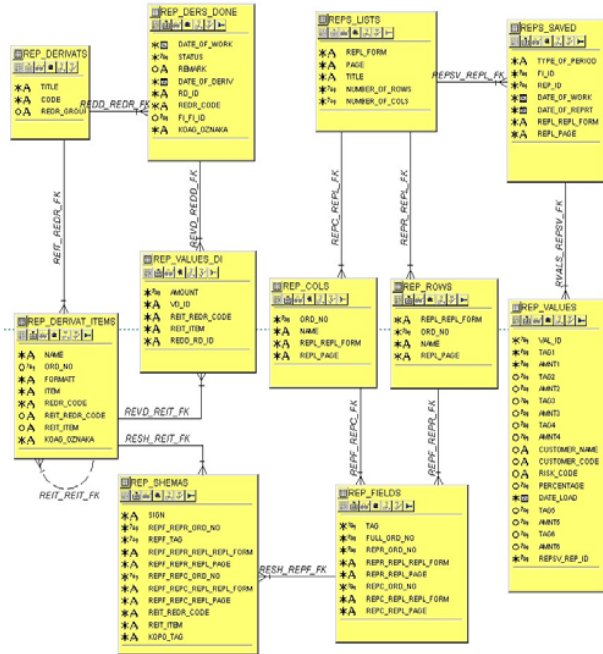 REP_DERIVATS
TITLE
CODE
REDD_REDR_FK
REP_DERS_DONE
DATE_OF_WORK
STATUS
REMARK
DATE_OF_DERIV
RD_ID
REDR_CODE
FI_FI_ID
KOAG_OZNAKA
REPS_LISTS
REPL_FORM
PAGE
TITLE
NUMBER_OF_ROWS
NUMBER_OF_COLS
REPSV_REPL_FK
REPS_SAVED
TYPE_OF_PERIOD
FI_ID
REP_ID
DATE_OF_WORK
DATE_OF_REPRT
REPL_REPL_FORM
REPL_PAGE
REIT_REDR_FK
REVD_REDD_FK
REPC_REPL_FK
REPR_REPL_FK
RVALS_REPSV_FK
REP_VALUES_DI
AMOUNT
VD_ID
REIT_REDR_CODE
REIT_ITEM
REDD_RD_ID
REP_COLS
ORD_NO
NAME
REPL_REPL_FORM
REPL_PAGE
REP_ROWS
REPL_REPL_FORM
ORD_NO
NAME
REPL_PAGE
REP_DERIVAT_ITEMS
NAME
ORD_NO
FORMATT
ITEM
REDR_CODE
REIT_REDR_CODE
REIT_ITEM
KOAG_OZNAKA
REVD_REIT_FK
RESH_REIT_FK
REIT_REIT_FK
REPF_REPC_FK
REPF_REPR_FK
REP_VALUES
VAL_ID
TAG1
AMNT1
TAG2
AMNT2
TAG3
AMNT3
TAG4
AMNT4
CUSTOMER_NAME
CUSTOMER_CODE
RISK_CODE
PERCENTAGE
DATE_LOAD
TAG5
AMNT5
TAG6
AMNT6
REPSV_REP_ID
REP_SHEMAS
SIGN
REPF_REPR_ORD_NO
REPF_TAG
REPF_REPR_REPL_REPL_FORM
REPF_REPR_REPL_PAGE
REPF_REPC_ORD_NO
REPF_REPC_REPL_REPL_FORM
REPF_REPC_REPL_PAGE
REIT_REDR_CODE
REIT_ITEM
KOPO_TAG
RESH_REPF_FK
REP_FIELDS
TAG
FULL_ORD_NO
REPR_ORD_NO
REPR_REPL_REPL_FORM
REPR_REPL_PAGE
REPC_ORD_NO
REPC_REPL_REPL_FORM
REPC_REPL_PAGE